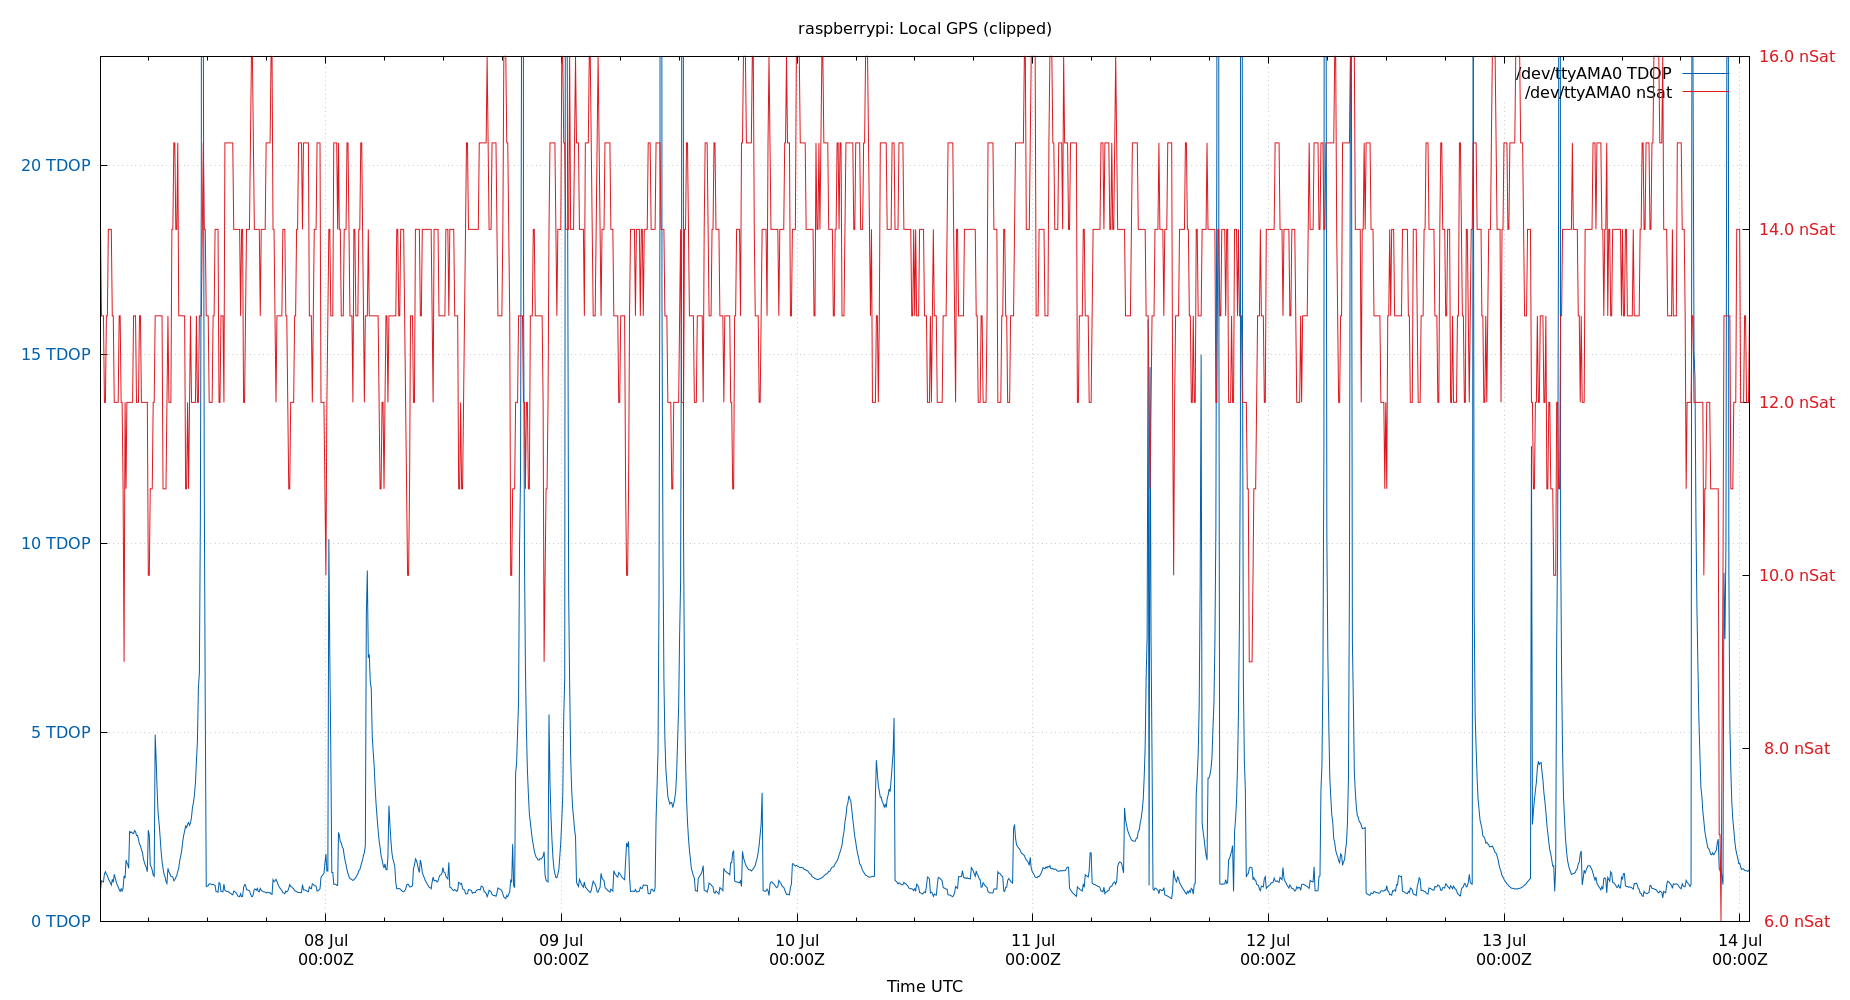 raspberrypi: Local GPS (clipped)
/dev/ttyAMA0 TDOP
/dev/ttyAMA0 nSat
20 TDOP
15 TDOP
10 TDOP
5 TDOP
0 TDOP
16.0 nSat
14.0 nSat
12.0 nSat
10.0 nSat
8.0 nSat
6.0 nSat
08 Jul
00:00Z
09 Jul
00:00Z
10 Jul
00:00Z
11 Jul
00:00Z
12 Jul
00:00Z
13 Jul
00:00Z
14 Jul
00:00Z
Time UTC